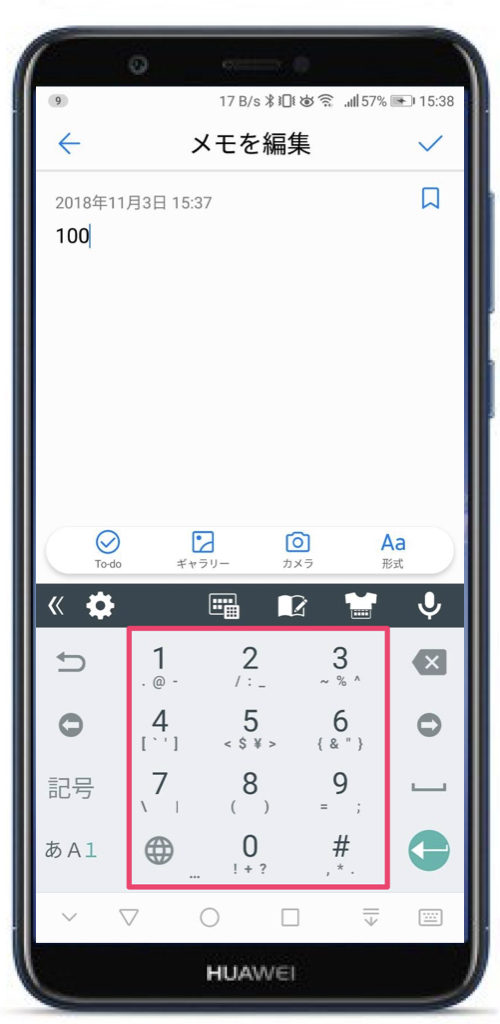 9 17 B/s 57% 15:38
メモを編集
2018年11月3日 15:37
100
To-do ギャラリー カメラ Aa 形式
1 2 3
. @ - / : _ ~ % ^
4 5 6
[ ` ' ] < $ ¥ > { & " }
記号 7 8 9
\ | ( ) = ;
あA1 0 #
... ! + ? , * .
HUAWEI